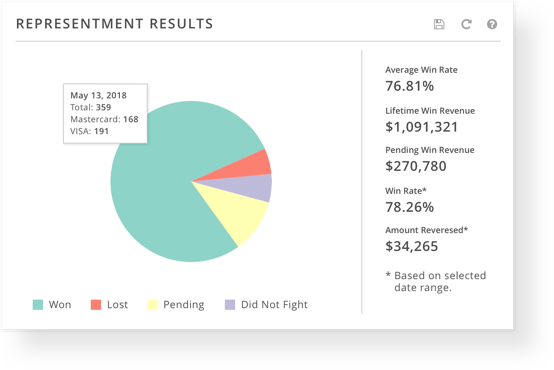 REPRESENTMENT RESULTS
May 13, 2018
Total: 359
Mastercard: 168
VISA: 191
Average Win Rate
76.81%
Lifetime Win Revenue
$1,091,321
Pending Win Revenue
$270,780
Win Rate*
78.26%
Amount Reveresed*
$34,265
* Based on selected
date range.
Won
Lost
Pending
Did Not Fight